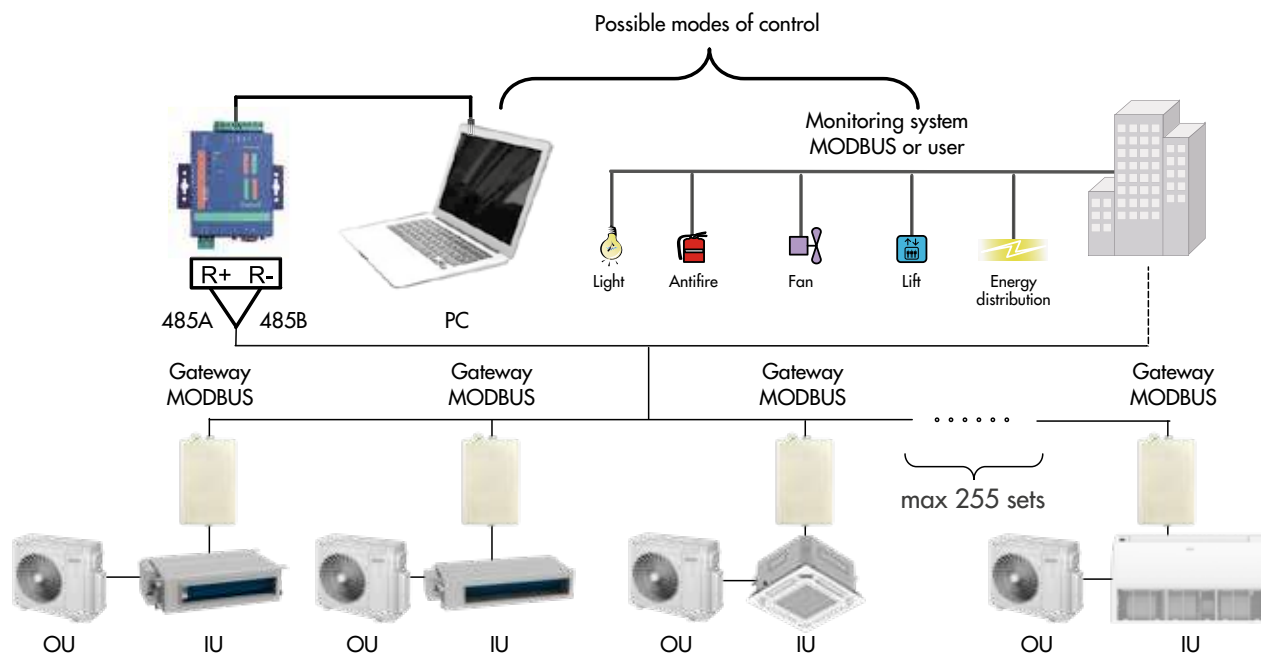 Possible modes of control
Monitoring system
MODBUS or user
R+ R-
485A 485B
PC
Light
Antifire
Fan
Lift
Energy
distribution
Gateway
MODBUS
Gateway
MODBUS
Gateway
MODBUS
Gateway
MODBUS
max 255 sets
OU IU OU IU OU IU OU IU